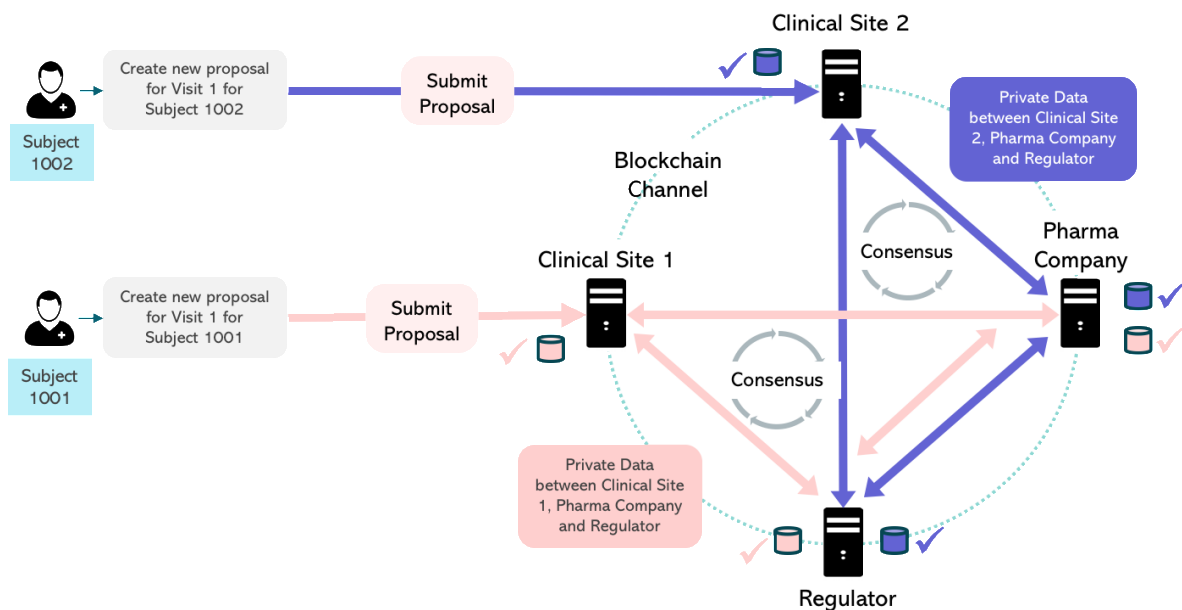 Clinical Site 2
Create new proposal
for Visit 1 for
Subject 1002
Submit
Proposal
Subject
1002
Private Data
between Clinical Site
2, Pharma Company
and Regulator
Blockchain
Channel
Consensus
Pharma
Company
Clinical Site 1
Create new proposal
for Visit 1 for
Subject 1001
Submit
Proposal
Subject
1001
Consensus
Private Data
between Clinical Site
1, Pharma Company
and Regulator
Regulator